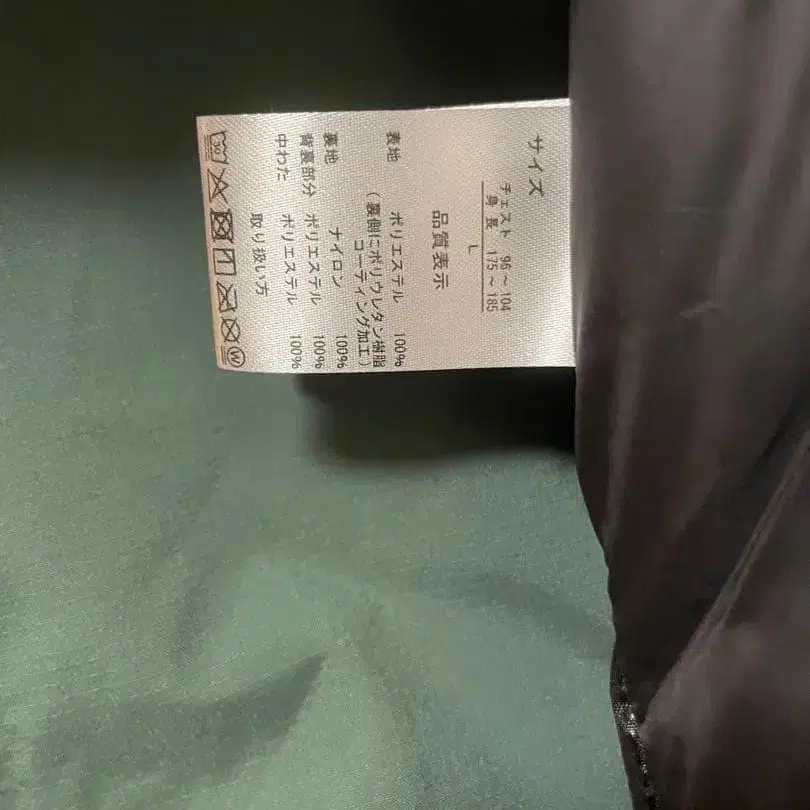 サイズ
チェスト 96～104
身長 175～185
L
品質表示
表地 ポリエステル 100%
(裏側にポリウレタン樹脂
コーティング加工)
裏地 ナイロン 100%
背裏部分 ポリエステル 100%
中わた ポリエステル 100%
取り扱い方
30
W